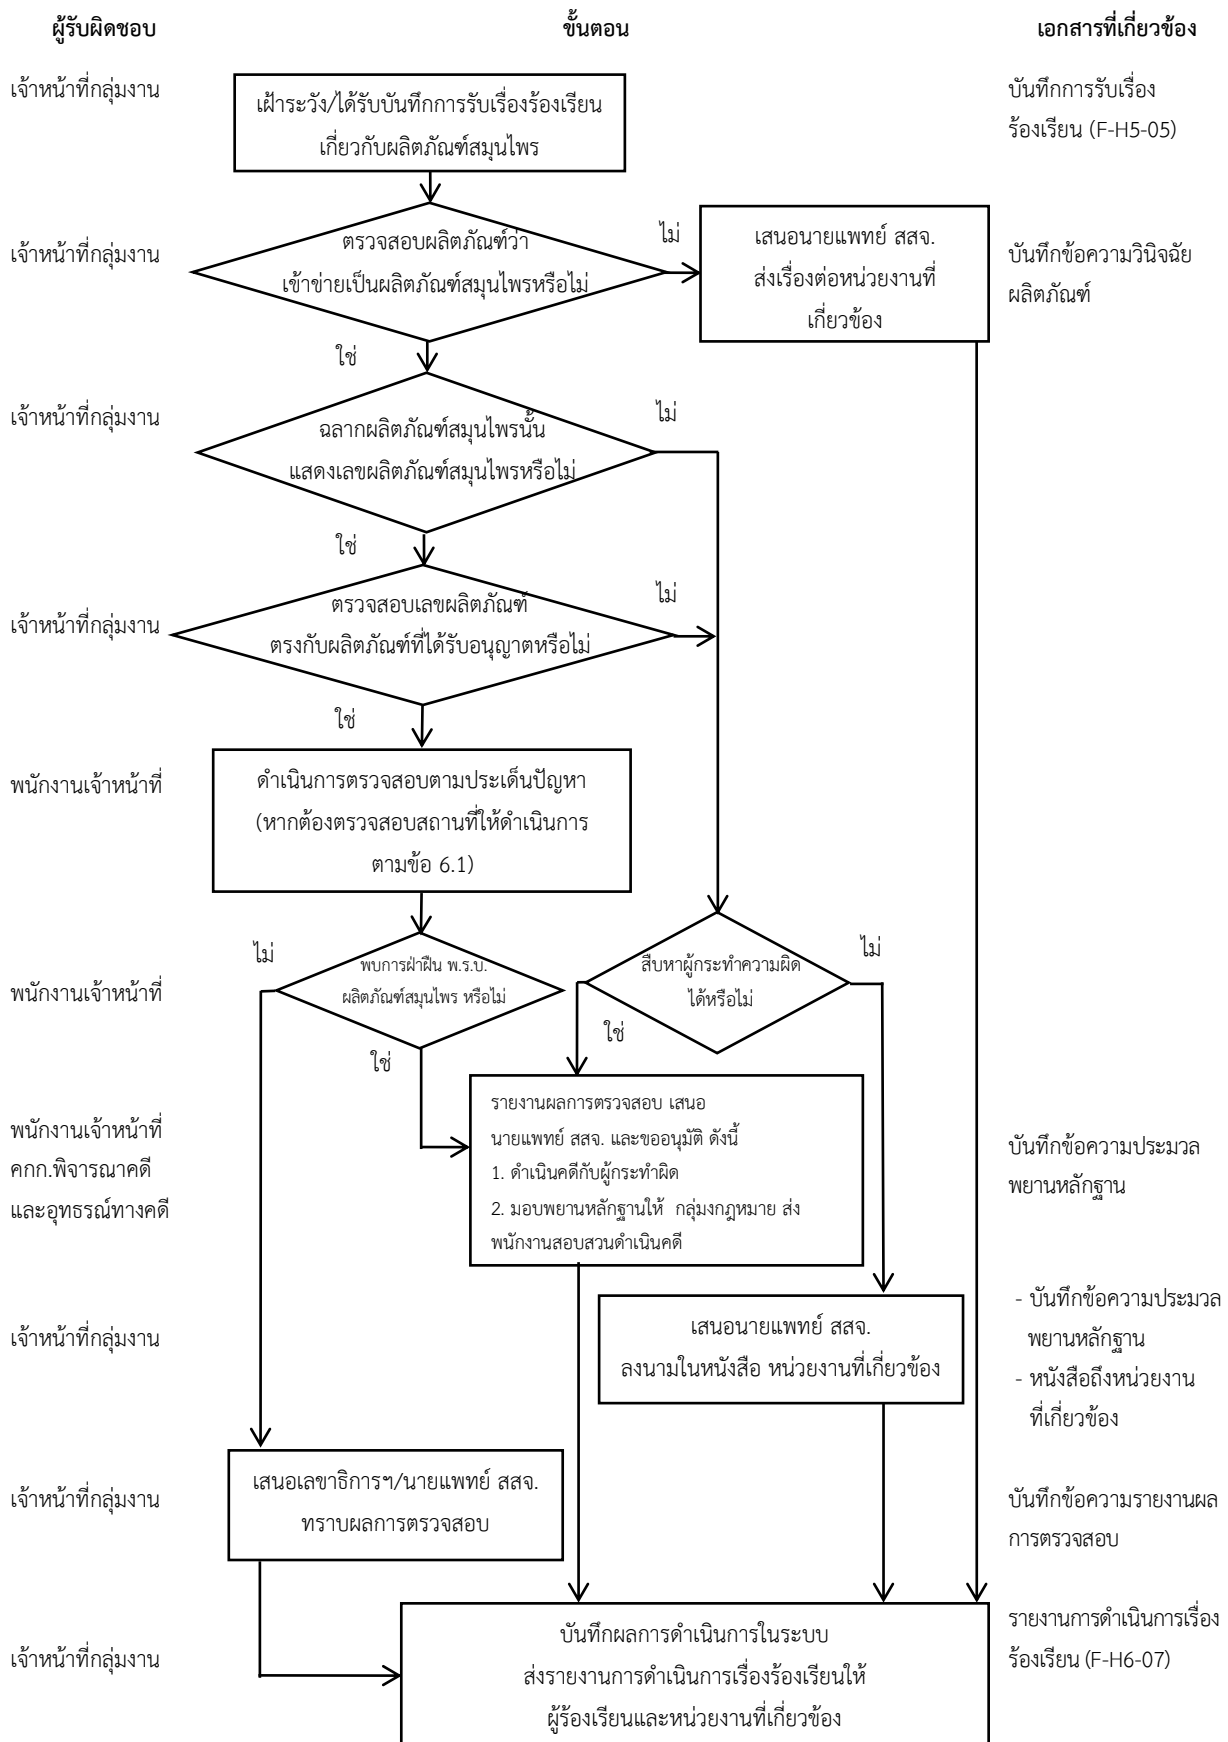 ผู้รับผิดชอบ
ขั้นตอน
เอกสารที่เกี่ยวข้อง
เจ้าหน้าที่กลุ่มงาน
เฝ้าระวัง/ได้รับบันทึกการรับเรื่องร้องเรียน
เกี่ยวกับผลิตภัณฑ์สมุนไพร
บันทึกการรับเรื่อง
ร้องเรียน (F-H5-05)
เจ้าหน้าที่กลุ่มงาน
ตรวจสอบผลิตภัณฑ์ว่า
เข้าข่ายเป็นผลิตภัณฑ์สมุนไพรหรือไม่
ไม่
เสนอนายแพทย์ สสจ.
ส่งเรื่องต่อหน่วยงานที่
เกี่ยวข้อง
บันทึกข้อความวินิจฉัย
ผลิตภัณฑ์
ใช่
เจ้าหน้าที่กลุ่มงาน
ฉลากผลิตภัณฑ์สมุนไพรนั้น
แสดงเลขผลิตภัณฑ์สมุนไพรหรือไม่
ไม่
ใช่
เจ้าหน้าที่กลุ่มงาน
ตรวจสอบเลขผลิตภัณฑ์
ตรงกับผลิตภัณฑ์ที่ได้รับอนุญาตหรือไม่
ไม่
ใช่
พนักงานเจ้าหน้าที่
ดำเนินการตรวจสอบตามประเด็นปัญหา
(หากต้องตรวจสอบสถานที่ให้ดำเนินการ
ตามข้อ 6.1)
พนักงานเจ้าหน้าที่
ไม่
พบการฝ่าฝืน พ.ร.บ.
ผลิตภัณฑ์สมุนไพร หรือไม่
ใช่
สืบหาผู้กระทำความผิด
ได้หรือไม่
ไม่
ใช่
พนักงานเจ้าหน้าที่
คกก.พิจารณาคดี
และอุทธรณ์ทางคดี
รายงานผลการตรวจสอบ เสนอ
นายแพทย์ สสจ. และขออนุมัติ ดังนี้
1. ดำเนินคดีกับผู้กระทำผิด
2. มอบพยานหลักฐานให้ กลุ่มงกฎหมาย ส่ง
พนักงานสอบสวนดำเนินคดี
บันทึกข้อความประมวล
พยานหลักฐาน
เจ้าหน้าที่กลุ่มงาน
เสนอนายแพทย์ สสจ.
ลงนามในหนังสือ หน่วยงานที่เกี่ยวข้อง
- บันทึกข้อความประมวล
พยานหลักฐาน
- หนังสือถึงหน่วยงาน
ที่เกี่ยวข้อง
เจ้าหน้าที่กลุ่มงาน
เสนอเลขาธิการฯ/นายแพทย์ สสจ.
ทราบผลการตรวจสอบ
บันทึกข้อความรายงานผล
การตรวจสอบ
เจ้าหน้าที่กลุ่มงาน
บันทึกผลการดำเนินการในระบบ
ส่งรายงานการดำเนินการเรื่องร้องเรียนให้
ผู้ร้องเรียนและหน่วยงานที่เกี่ยวข้อง
รายงานการดำเนินการเรื่อง
ร้องเรียน (F-H6-07)